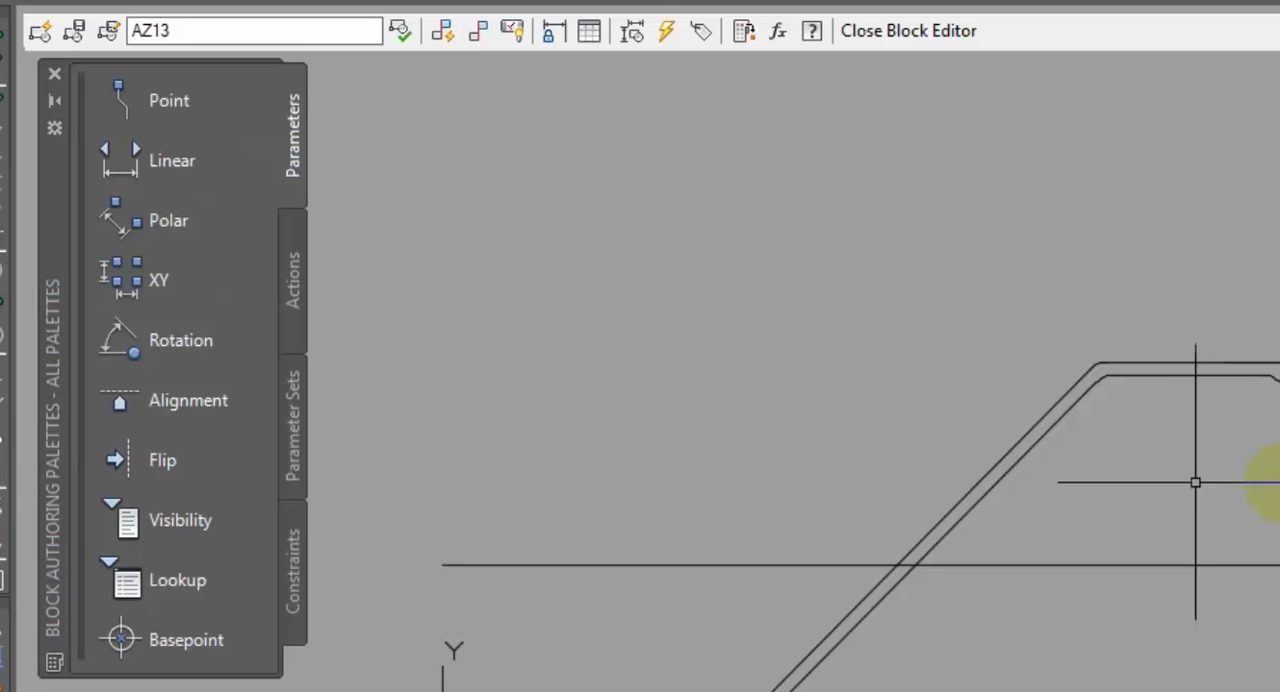 AZ13
fx
?
Close Block Editor
BLOCK AUTHORING PALETTES - ALL PALETTES
Point
Linear
Polar
XY
Rotation
Alignment
Flip
Visibility
Lookup
Basepoint
Parameters
Actions
Parameter Sets
Constraints
Y